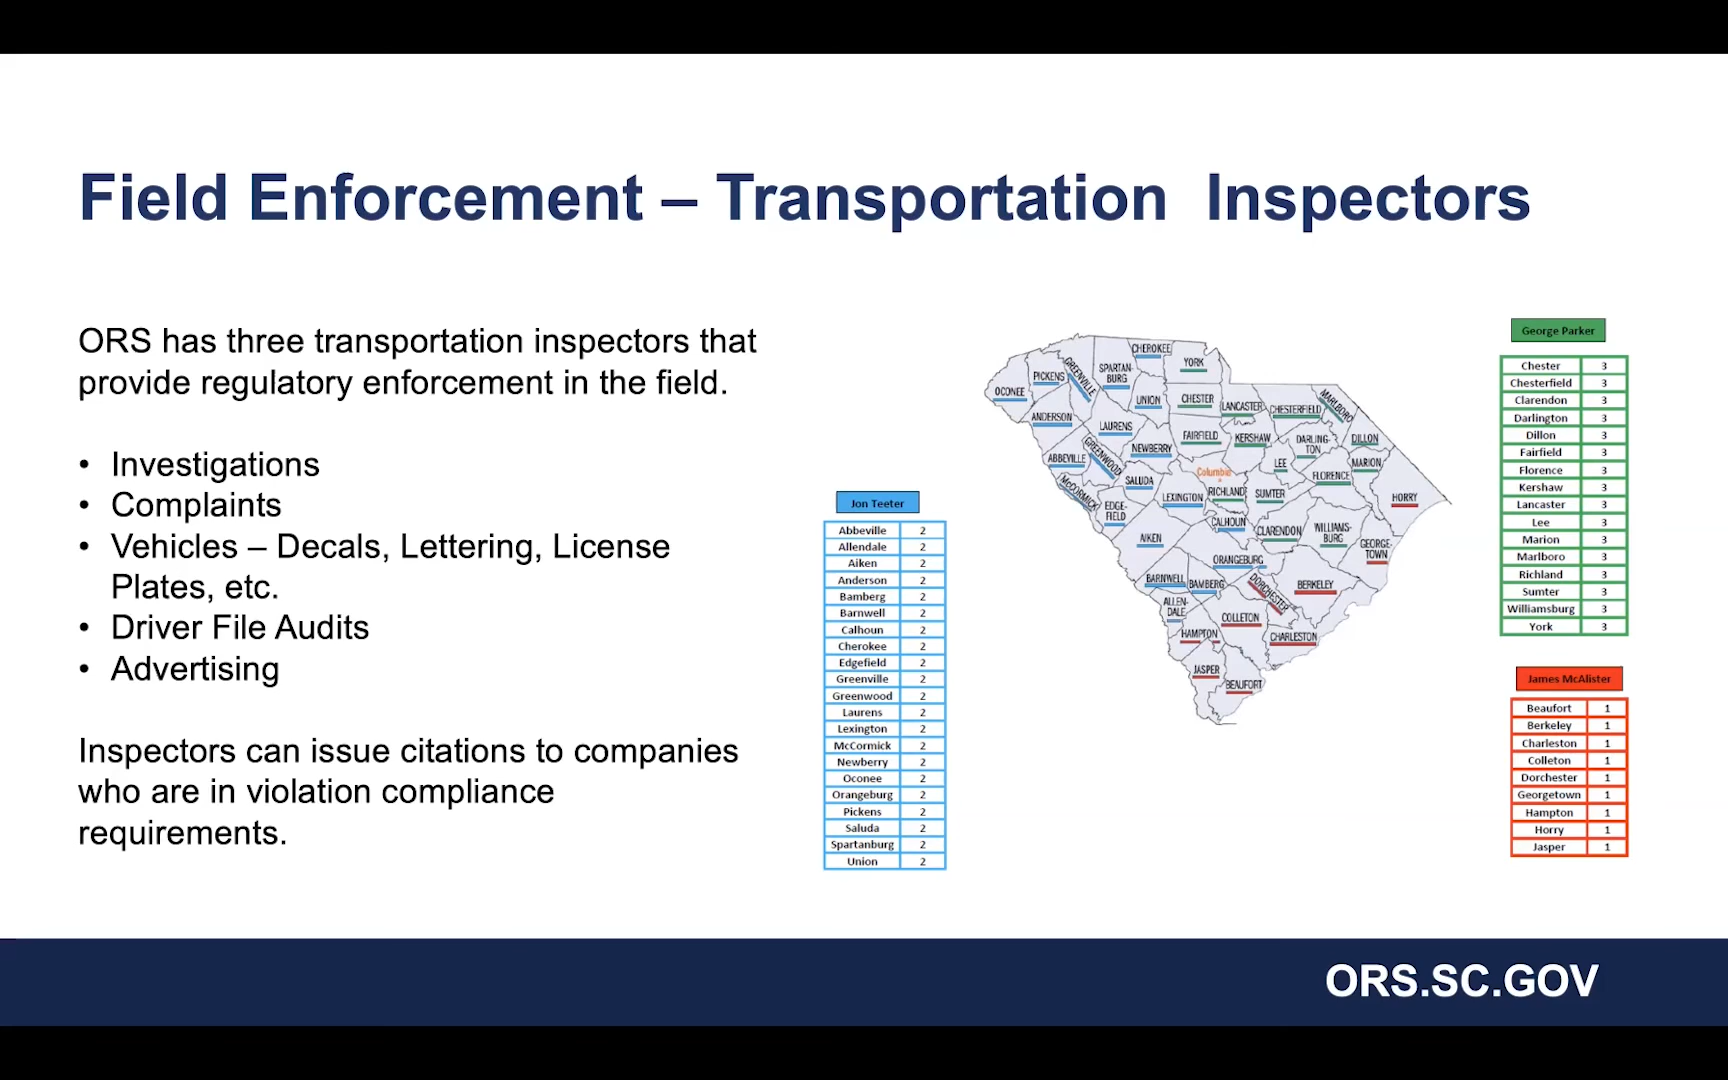 Field Enforcement – Transportation Inspectors
ORS has three transportation inspectors that
provide regulatory enforcement in the field.
• Investigations
• Complaints
• Vehicles – Decals, Lettering, License
Plates, etc.
• Driver File Audits
• Advertising
Inspectors can issue citations to companies
who are in violation compliance
requirements.
Jon Teeter
Abbeville 2
Allendale 2
Aiken 2
Anderson 2
Bamberg 2
Barnwell 2
Calhoun 2
Cherokee 2
Edgefield 2
Greenville 2
Greenwood 2
Laurens 2
Lexington 2
McCormick 2
Newberry 2
Oconee 2
Orangeburg 2
Pickens 2
Saluda 2
Spartanburg 2
Union 2
CHEROKEE
YORK
SPARTAN-
BURG
GREENVILLE
PICKENS
OCONEE
UNION
CHESTER
LANCASTER
CHESTERFIELD
MARLBORO
ANDERSON
LAURENS
FAIRFIELD
KERSHAW
DARLING-
TON
DILLON
GREENWOOD
NEWBERRY
ABBEVILLE
LEE
MARION
Columbia
FLORENCE
McCORMICK
SALUDA
LEXINGTON
RICHLAND
SUMTER
HORRY
EDGE-
FIELD
CALHOUN
CLARENDON
WILLIAMS-
BURG
AIKEN
GEORGE-
TOWN
ORANGEBURG
BARNWELL
BAMBERG
DORCHESTER
BERKELEY
ALLEN-
DALE
COLLETON
HAMPTON
CHARLESTON
JASPER
BEAUFORT
George Parker
Chester 3
Chesterfield 3
Clarendon 3
Darlington 3
Dillon 3
Fairfield 3
Florence 3
Kershaw 3
Lancaster 3
Lee 3
Marion 3
Marlboro 3
Richland 3
Sumter 3
Williamsburg 3
York 3
James McAlister
Beaufort 1
Berkeley 1
Charleston 1
Colleton 1
Dorchester 1
Georgetown 1
Hampton 1
Horry 1
Jasper 1
ORS.SC.GOV